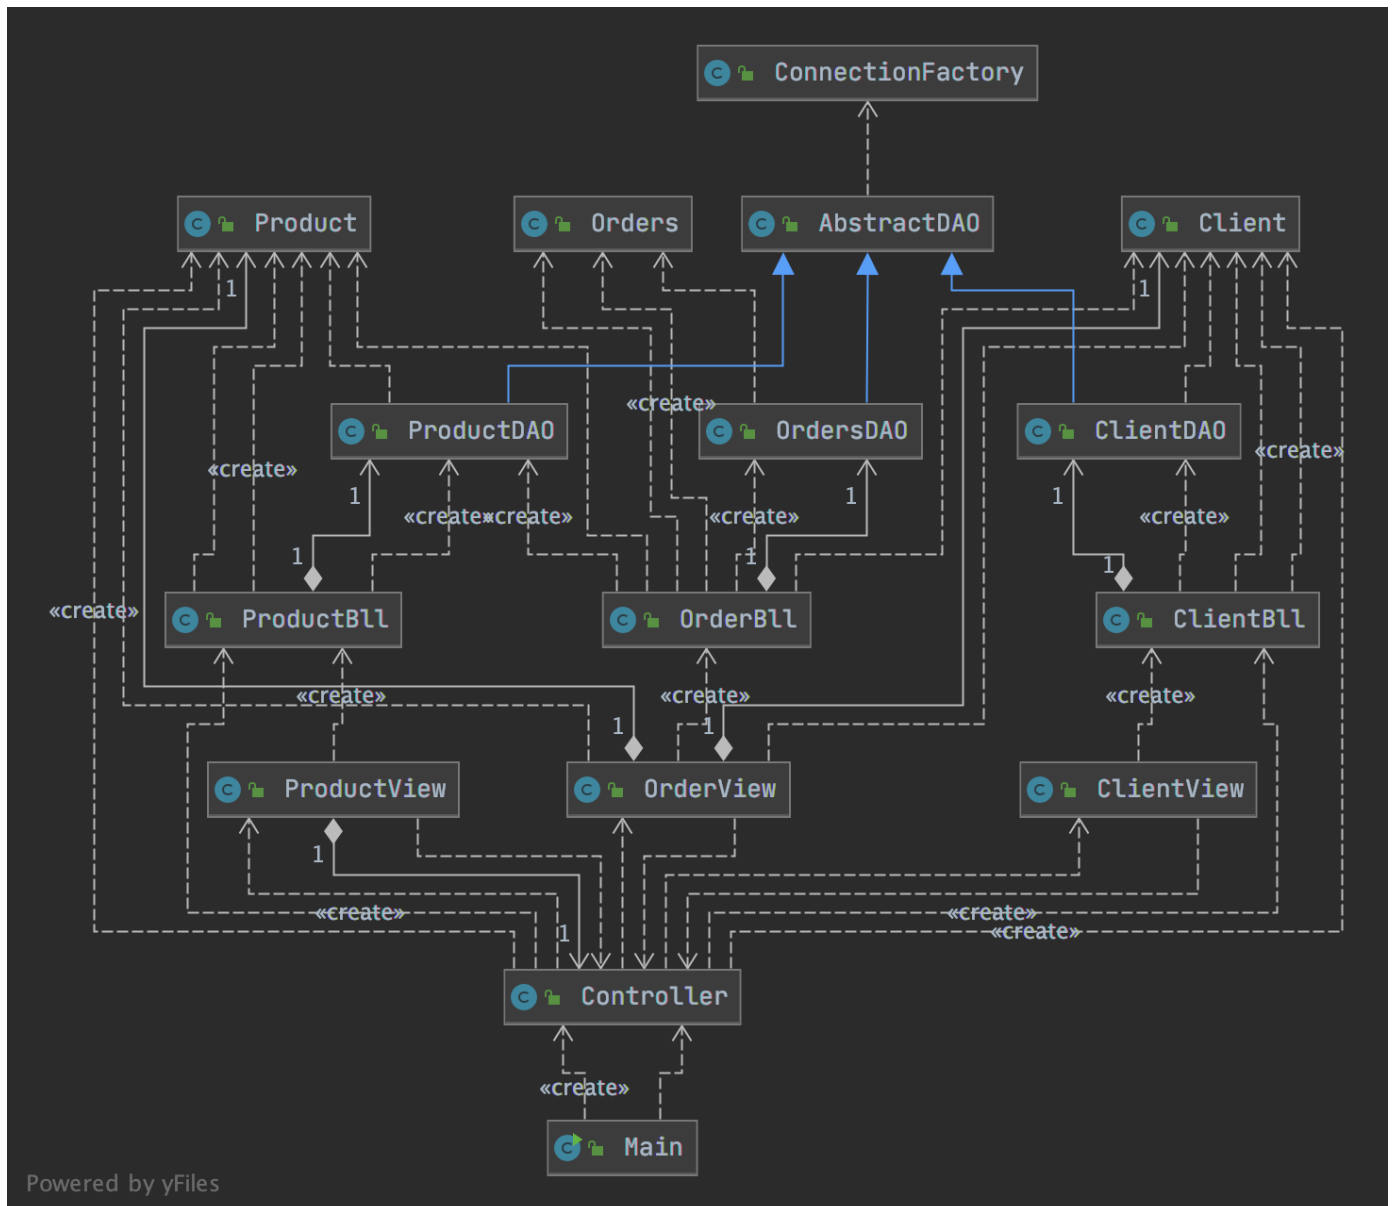 ConnectionFactory
Product
Orders
AbstractDAO
Client
1
1
«create»
ProductDAO
OrdersDAO
ClientDAO
«create»
«create»
1
1
1
«create»
«create»
«create»
«create»
1
1
1
«create»
ProductBll
OrderBll
ClientBll
«create»
«create»
«create»
1
1
ProductView
OrderView
ClientView
1
«create»
«create»
1
«create»
Controller
«create»
Main
Powered by yFiles